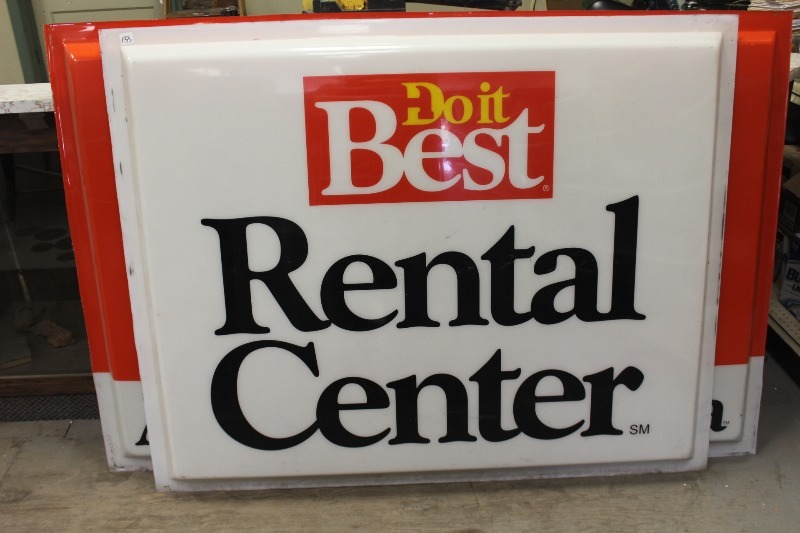 Do it
Best®
Rental
Center SM